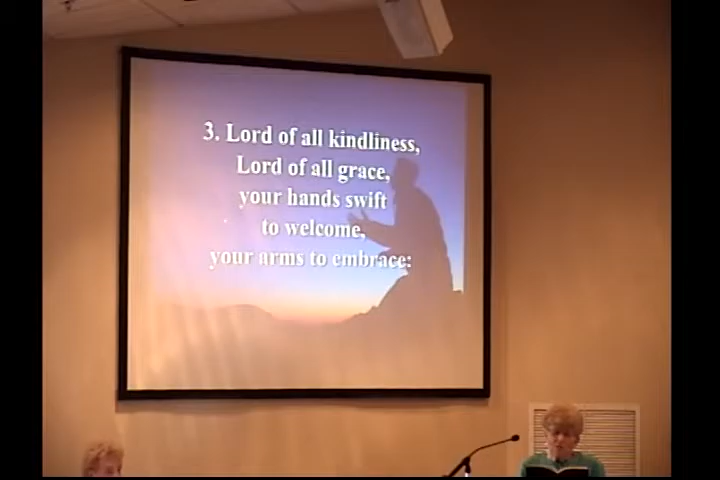 3. Lord of all kindliness,
Lord of all grace,
your hands swift
to welcome,
your arms to embrace: